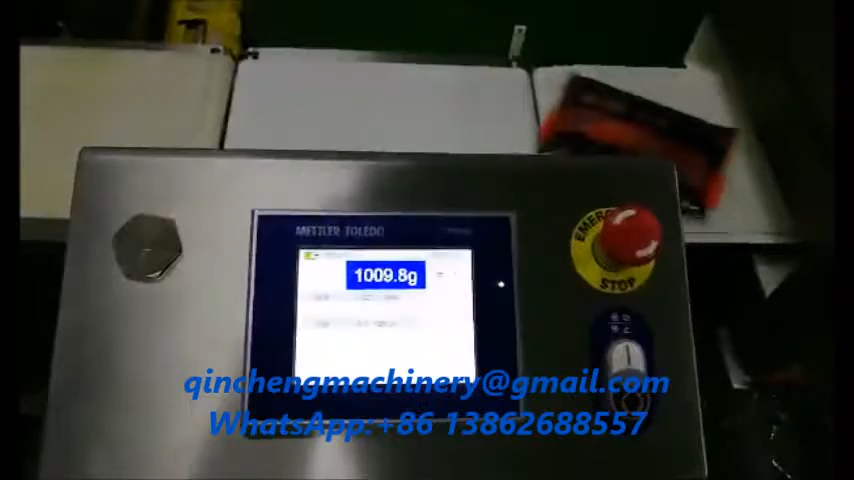 METTLER TOLEDO
1009.8g
EMERGENCY
STOP
qinchengmachinery@gmail.com
WhatsApp:+86 13862688557